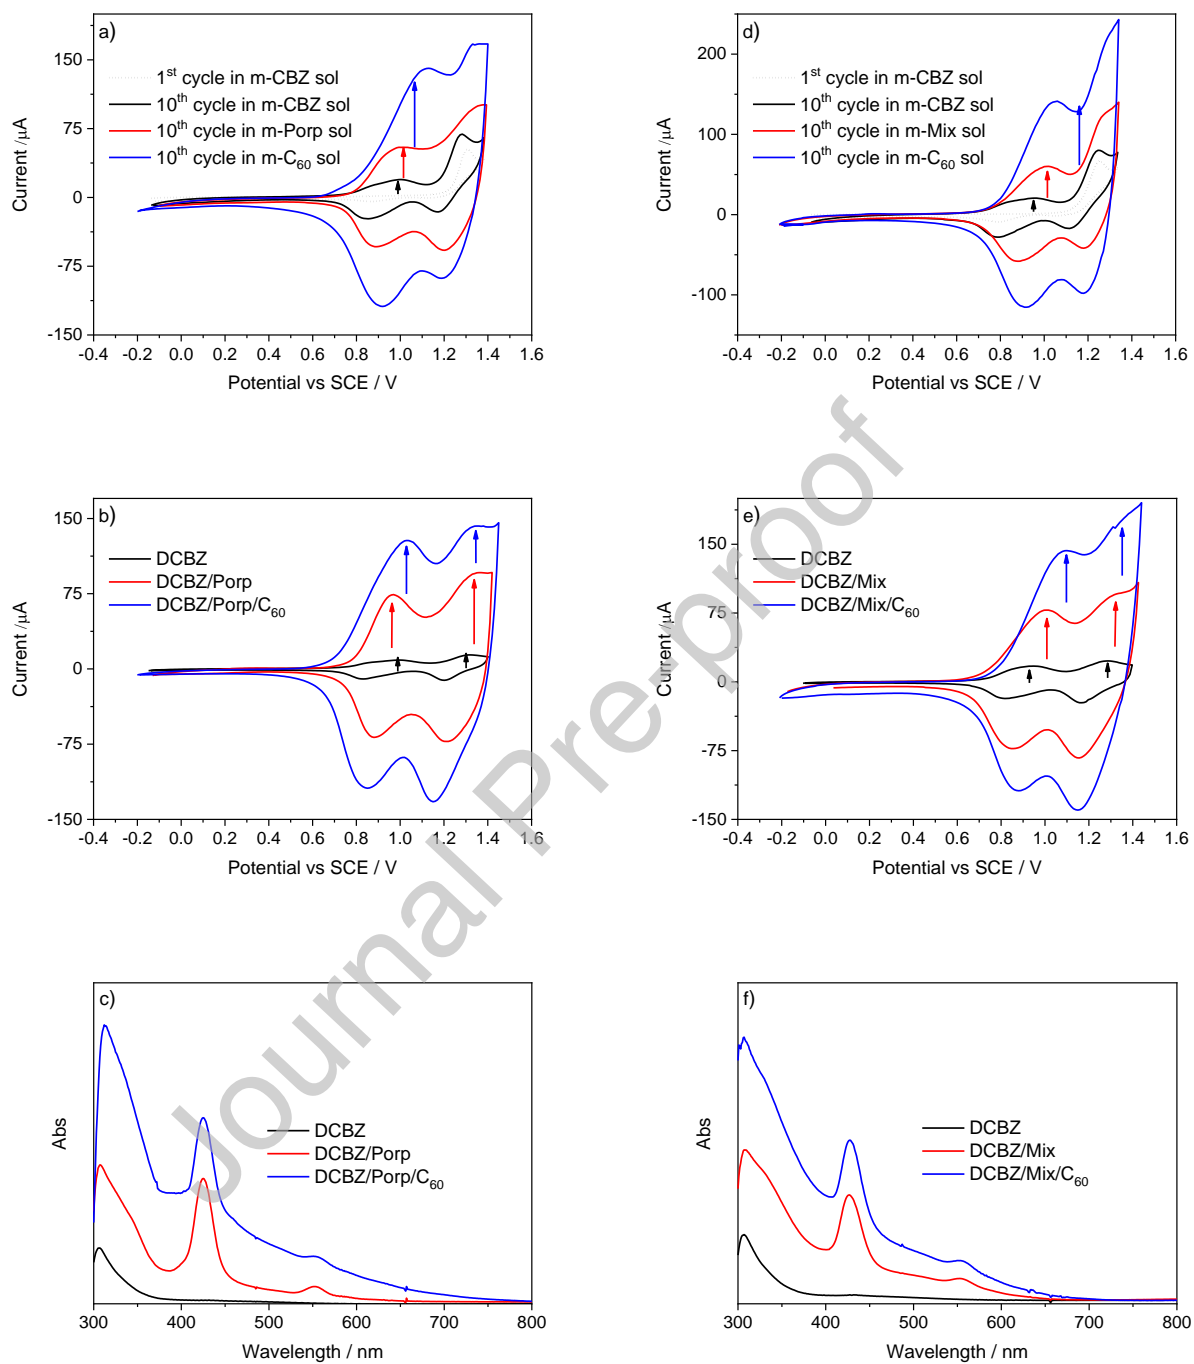 a)
1st cycle in m-CBZ sol
10th cycle in m-CBZ sol
10th cycle in m-Porp sol
10th cycle in m-C60 sol
150
75
0
-75
-150
Current /µA
-0.4 -0.2 0.0 0.2 0.4 0.6 0.8 1.0 1.2 1.4 1.6
Potential vs SCE / V
d)
1st cycle in m-CBZ sol
10th cycle in m-CBZ sol
10th cycle in m-Mix sol
10th cycle in m-C60 sol
200
100
0
-100
Current /µA
-0.4 -0.2 0.0 0.2 0.4 0.6 0.8 1.0 1.2 1.4 1.6
Potential vs SCE / V
b)
DCBZ
DCBZ/Porp
DCBZ/Porp/C60
150
75
0
-75
-150
Current /µA
-0.4 -0.2 0.0 0.2 0.4 0.6 0.8 1.0 1.2 1.4 1.6
Potential vs SCE / V
e)
DCBZ
DCBZ/Mix
DCBZ/Mix/C60
150
75
0
-75
-150
Current /µA
-0.4 -0.2 0.0 0.2 0.4 0.6 0.8 1.0 1.2 1.4 1.6
Potential vs SCE / V
c)
DCBZ
DCBZ/Porp
DCBZ/Porp/C60
Abs
300 400 500 600 700 800
Wavelength / nm
f)
DCBZ
DCBZ/Mix
DCBZ/Mix/C60
Abs
300 400 500 600 700 800
Wavelength / nm
Journal Pre-proof